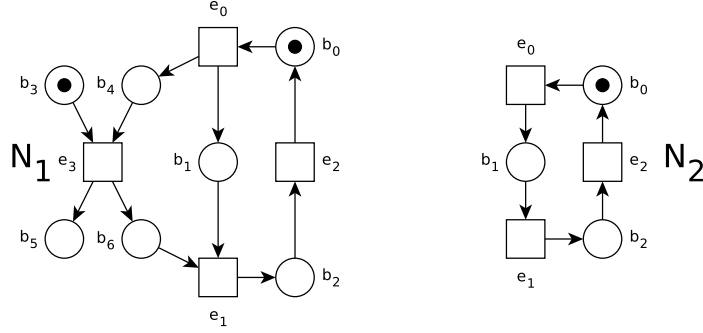 e₀
b₀
b₃
b₄
N₁
e₃
b₁
e₂
b₅
b₆
b₂
e₁
e₀
b₀
b₁
e₂
N₂
b₂
e₁